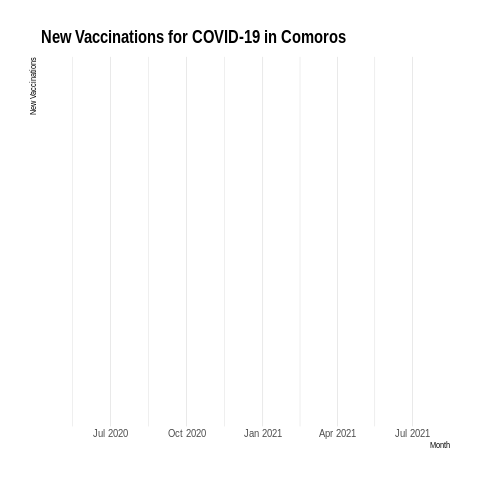 New Vaccinations for COVID-19 in Comoros
New Vaccinations
Jul 2020 Oct 2020 Jan 2021 Apr 2021 Jul 2021
Month